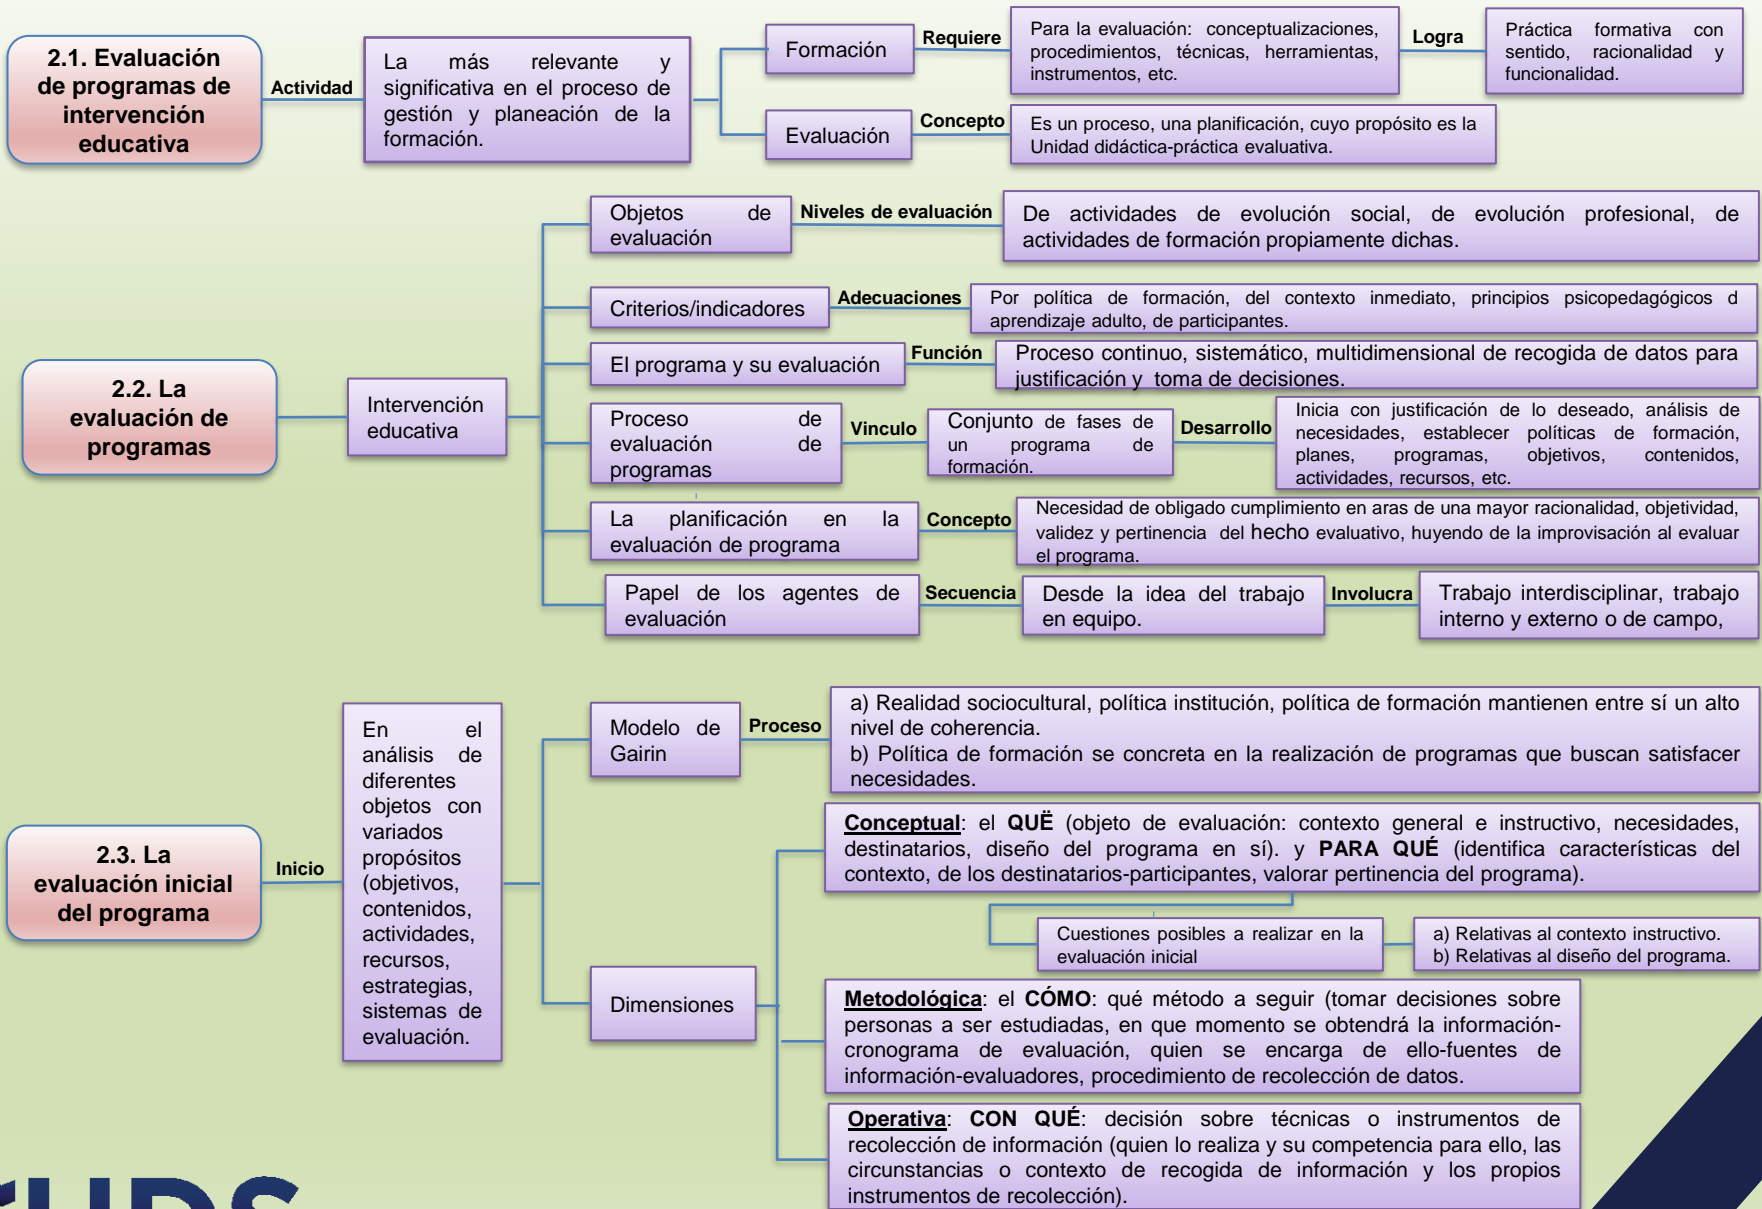 2.1. Evaluación
de programas de
intervención
educativa
Actividad
La más relevante y
significativa en el proceso de
gestión y planeación de la
formación.
Formación
Requiere
Para la evaluación: conceptualizaciones,
procedimientos, técnicas, herramientas,
instrumentos, etc.
Logra
Práctica formativa con
sentido, racionalidad y
funcionalidad.
Evaluación
Concepto
Es un proceso, una planificación, cuyo propósito es la
Unidad didáctica-práctica evaluativa.
2.2. La
evaluación de
programas
Intervención
educativa
Objetos de
evaluación
Niveles de evaluación
De actividades de evolución social, de evolución profesional, de
actividades de formación propiamente dichas.
Criterios/indicadores
Adecuaciones
Por política de formación, del contexto inmediato, principios psicopedagógicos d
aprendizaje adulto, de participantes.
El programa y su evaluación
Función
Proceso continuo, sistemático, multidimensional de recogida de datos para
justificación y toma de decisiones.
Proceso de
evaluación de
programas
Vinculo
Conjunto de fases de
un programa de
formación.
Desarrollo
Inicia con justificación de lo deseado, análisis de
necesidades, establecer políticas de formación,
planes, programas, objetivos, contenidos,
actividades, recursos, etc.
La planificación en la
evaluación de programa
Concepto
Necesidad de obligado cumplimiento en aras de una mayor racionalidad, objetividad,
validez y pertinencia del hecho evaluativo, huyendo de la improvisación al evaluar
el programa.
Papel de los agentes de
evaluación
Secuencia
Desde la idea del trabajo
en equipo.
Involucra
Trabajo interdisciplinar, trabajo
interno y externo o de campo,
2.3. La
evaluación inicial
del programa
Inicio
En el
análisis de
diferentes
objetos con
variados
propósitos
(objetivos,
contenidos,
actividades,
recursos,
estrategias,
sistemas de
evaluación.
Modelo de
Gairin
Proceso
a) Realidad sociocultural, política institución, política de formación mantienen entre sí un alto
nivel de coherencia.
b) Política de formación se concreta en la realización de programas que buscan satisfacer
necesidades.
Dimensiones
Conceptual: el QUË (objeto de evaluación: contexto general e instructivo, necesidades,
destinatarios, diseño del programa en sí). y PARA QUÉ (identifica características del
contexto, de los destinatarios-participantes, valorar pertinencia del programa).
Cuestiones posibles a realizar en la
evaluación inicial
a) Relativas al contexto instructivo.
b) Relativas al diseño del programa.
Metodológica: el CÓMO: qué método a seguir (tomar decisiones sobre
personas a ser estudiadas, en que momento se obtendrá la información-
cronograma de evaluación, quien se encarga de ello-fuentes de
información-evaluadores, procedimiento de recolección de datos.
Operativa: CON QUÉ: decisión sobre técnicas o instrumentos de
recolección de información (quien lo realiza y su competencia para ello, las
circunstancias o contexto de recogida de información y los propios
instrumentos de recolección).